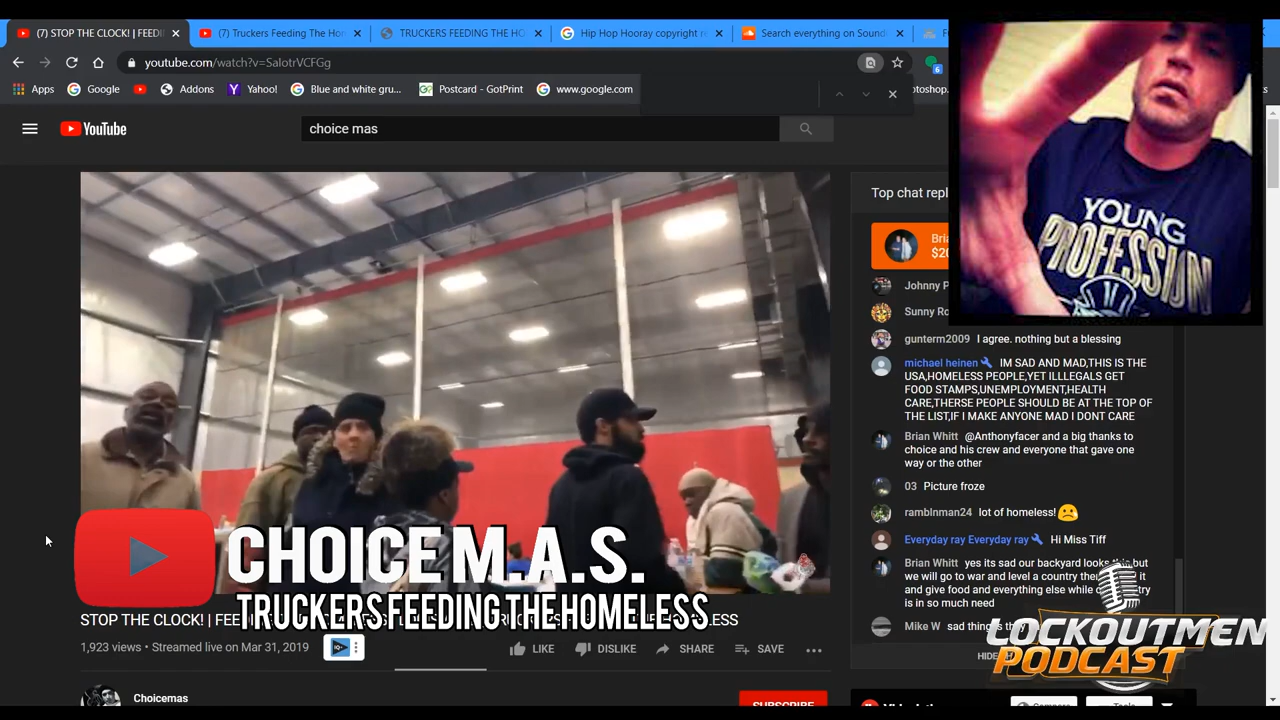 (7) STOP THE CLOCK! | FEEDI
(7) Truckers Feeding The Hom
TRUCKERS FEEDING THE HO
Hip Hop Hooray copyright re
Search everything on Sound
youtube.com/watch?v=SalotrVCFGg
6
Apps
Google
Addons
Yahoo!
Blue and white gru...
Postcard - GotPrint
www.google.com
YouTube
choice mas
YOUNG
PROFESSION
Top chat repl
Bri
$20
Johnny P
Sunny Ro
gunterm2009 I agree. nothing but a blessing
michael heinen IM SAD AND MAD,THIS IS THE
USA,HOMELESS PEOPLE,YET ILLLEGALS GET
FOOD STAMPS,UNEMPLOYMENT,HEALTH
CARE,THERSE PEOPLE SHOULD BE AT THE TOP OF
THE LIST,IF I MAKE ANYONE MAD I DONT CARE
Brian Whitt @Anthonyfacer and a big thanks to
choice and his crew and everyone that gave one
way or the other
03 Picture froze
ramblnman24 lot of homeless!
Everyday ray Everyday ray Hi Miss Tiff
Brian Whitt yes its sad our backyard looks but
we will go to war and level a country it
and give food and everything else while
is in so much need
Mike W sad
CHOICE M.A.S.
TRUCKERS FEEDING THE HOMELESS
STOP THE CLOCK! | FEE
1,923 views • Streamed live on Mar 31, 2019
LIKE
DISLIKE
SHARE
SAVE
LOCKOUTMEN
PODCAST
Choicemas
SUBSCRIBE